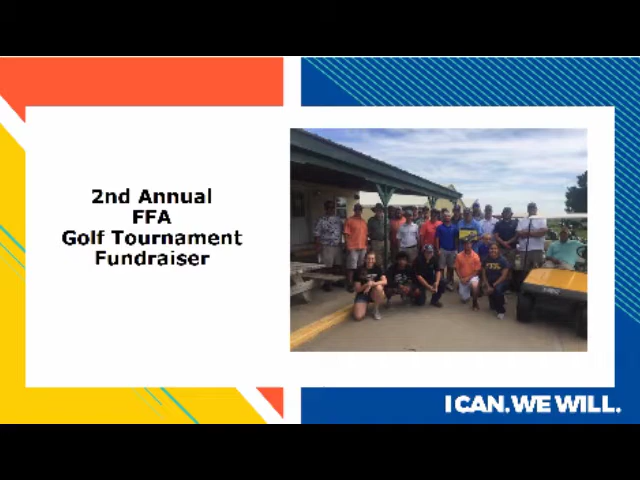 2nd Annual
FFA
Golf Tournament
Fundraiser
I CAN. WE WILL.